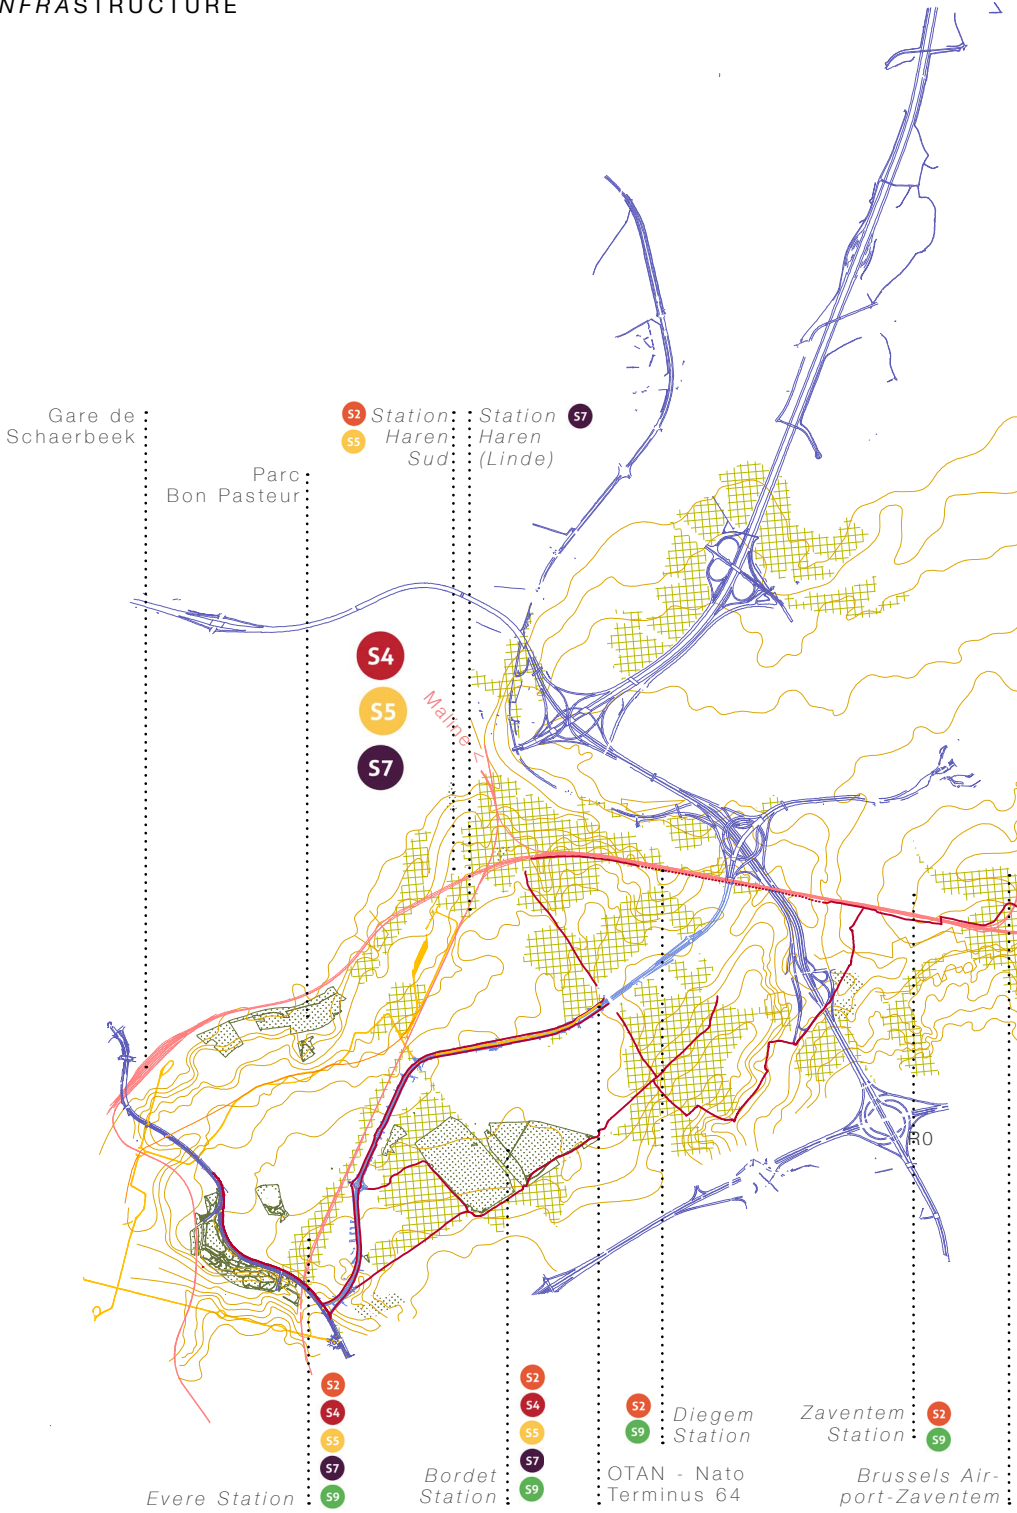 NFRASTRUCTURE
Gare de
Schaerbeek
Parc
Bon Pasteur
S2
S5
Station
Haren
Sud
Station
Haren
(Linde)
S7
S4
S5
S7
Maline <
R0
S2
S4
S5
S7
S9
Evere Station
S2
S4
S5
S7
S9
Bordet
Station
S2
S9
Diegem
Station
OTAN - Nato
Terminus 64
Zaventem
Station
S2
S9
Brussels Air-
port-Zaventem